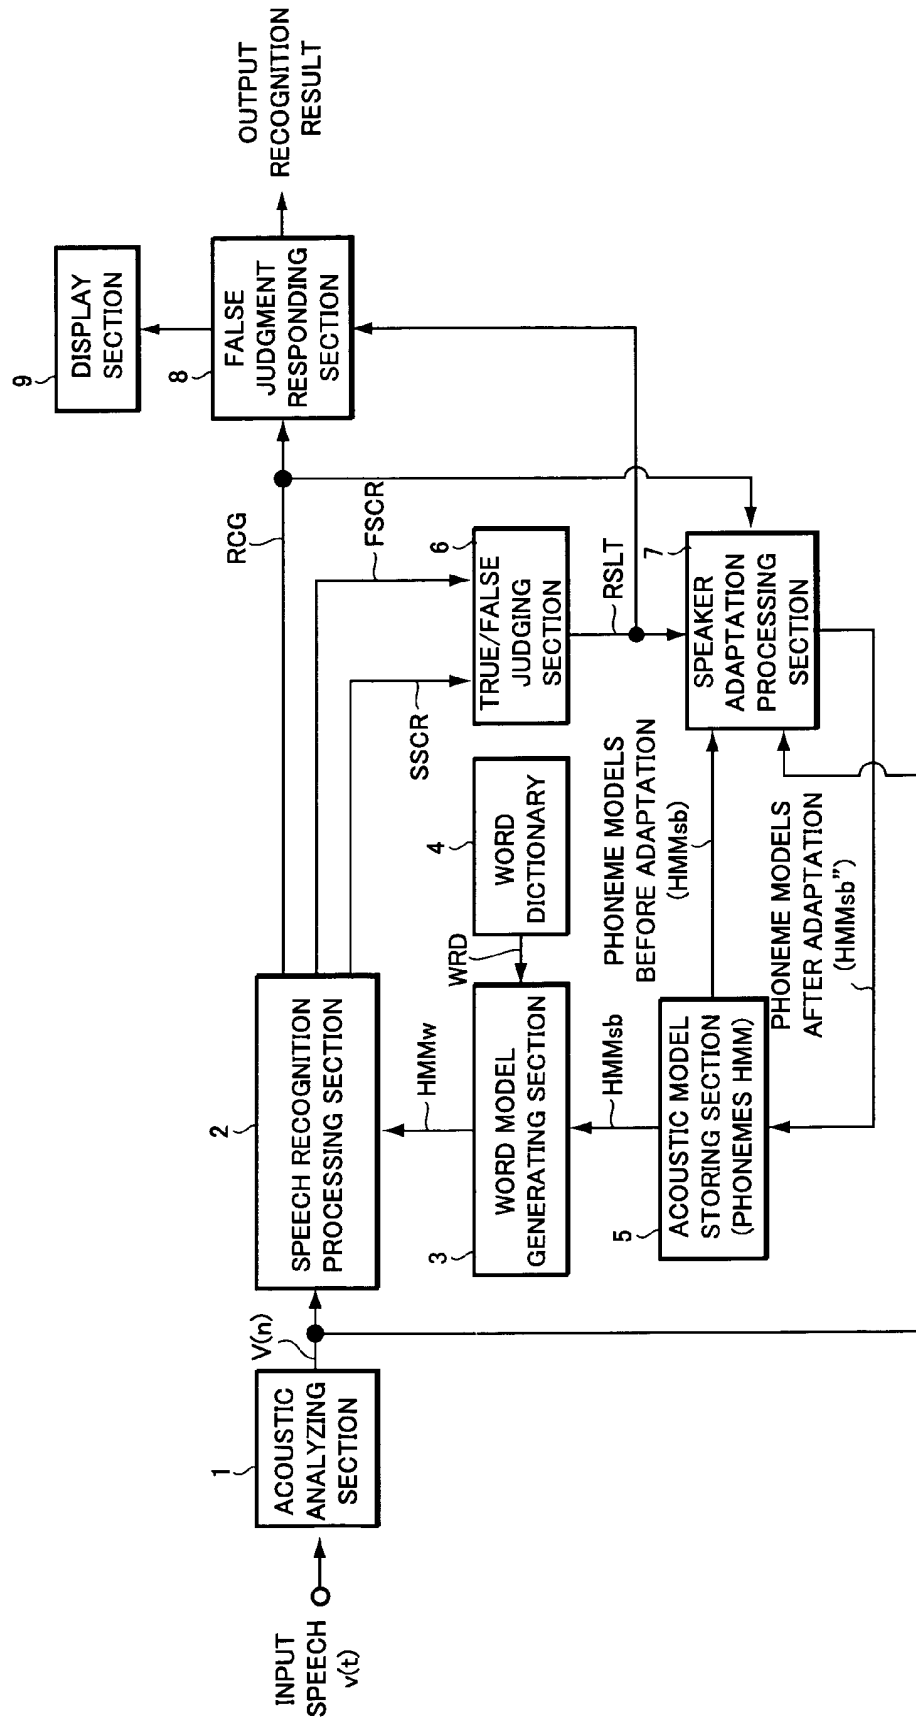 INPUT
SPEECH
v(t)
1
ACOUSTIC
ANALYZING
SECTION
V(n)
2
SPEECH RECOGNITION
PROCESSING SECTION
RCG
FSCR
SSCR
HMMw
3
WORD MODEL
GENERATING SECTION
WRD
4
WORD
DICTIONARY
HMMsb
5
ACOUSTIC MODEL
STORING SECTION
(PHONEMES HMM)
6
TRUE/FALSE
JUDGING
SECTION
RSLT
PHONEME MODELS
BEFORE ADAPTATION
(HMMsb)
7
SPEAKER
ADAPTATION
PROCESSING
SECTION
PHONEME MODELS
AFTER ADAPTATION
(HMMsb")
8
FALSE
JUDGMENT
RESPONDING
SECTION
9
DISPLAY
SECTION
OUTPUT
RECOGNITION
RESULT